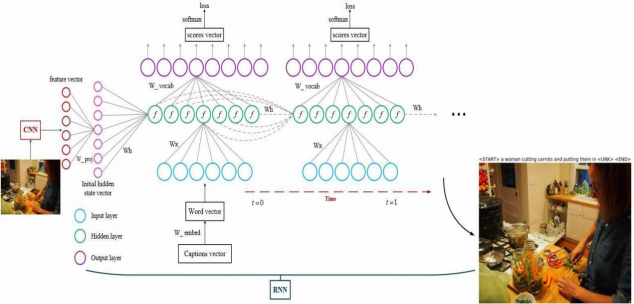 loss
softmax
scores vector
loss
softmax
scores vector
W_vocab
W_vocab
feature vector
CNN
W_proj
Wh
Initial hidden
state vector
f f f f f f f
Wh
f f f f f f f
Wh
...
Wx
Wx
t = 0
Time
t = 1
Word vector
W_embed
Captions vector
Input layer
Hidden layer
Output layer
RNN
<START> a woman cutting carrots and putting them in <UNK> <END>